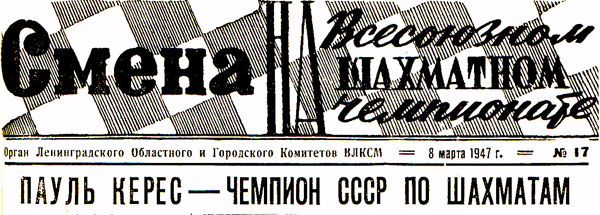 Смена
НА
Всесоюзном
ШАХМАТНОМ
чемпионате
Орган Ленинградского Областного и Городского Комитетов ВЛКСМ = 8 марта 1947 г. = № 17
ПАУЛЬ КЕРЕС — ЧЕМПИОН СССР ПО ШАХМАТАМ